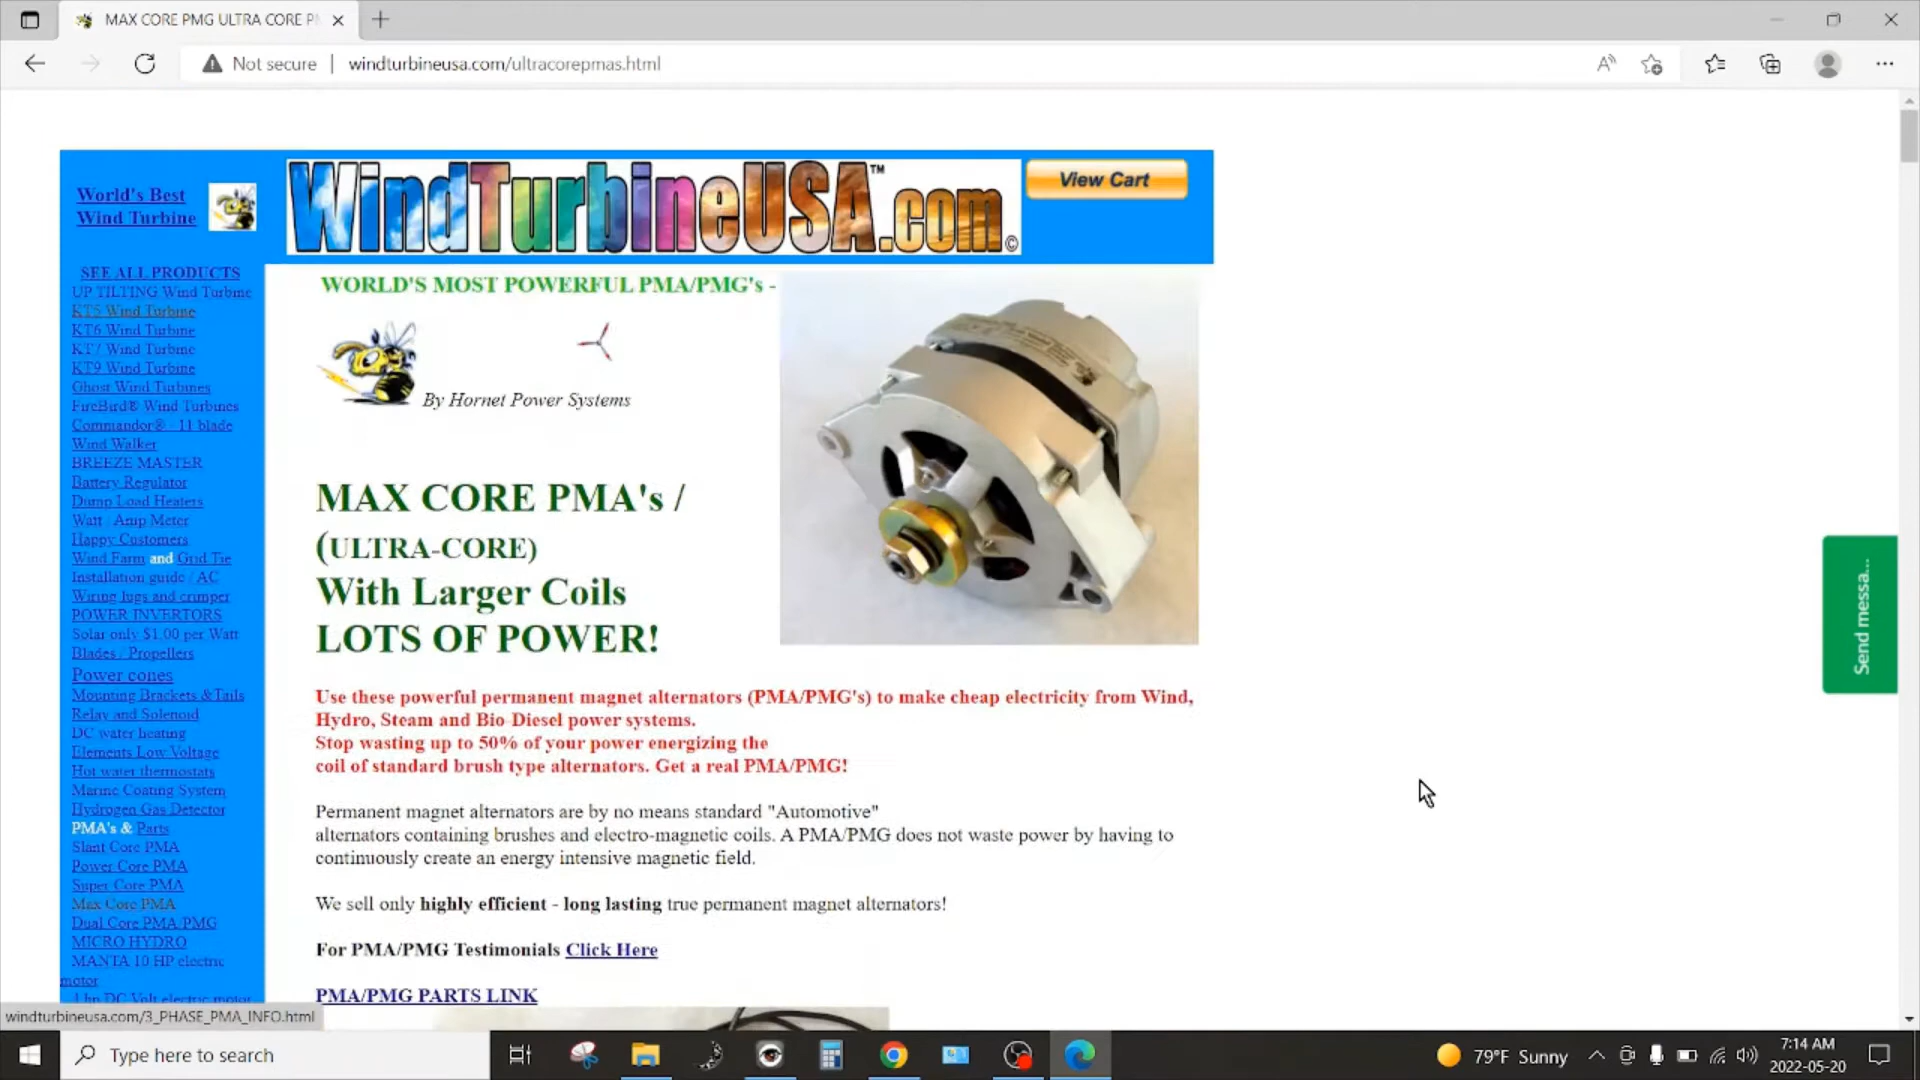 MAX CORE PMG ULTRA CORE P
Not secure
windturbineusa.com/ultracorepmas.html
World's Best
Wind Turbine
WindTurbineUSA.com
™
©
View Cart
SEE ALL PRODUCTS
UP TILTING Wind Turbine
KT5 Wind Turbine
KT6 Wind Turbine
KT7 Wind Turbine
KT9 Wind Turbine
Ghost Wind Turbines
FireBird® Wind Turbines
Commandor® - 11 blade
Wind Walker
BREEZE MASTER
Battery Regulator
Dump Load Heaters
Watt / Amp Meter
Happy Customers
Wind Farm and Grid Tie
Installation guide / AC
Wiring lugs and crimper
POWER INVERTORS
Solar only $1.00 per Watt
Blades / Propellers
Power cones
Mounting Brackets &Tails
Relay and Solenoid
DC water heating
Elements Low Voltage
Hot water thermostats
Marine Coating System
Hydrogen Gas Detector
PMA's & Parts
Slant Core PMA
Power Core PMA
Super Core PMA
Max Core PMA
Dual Core PMA/PMG
MICRO HYDRO
MANTA 10 HP electric
motor
4 hp DC Volt electric motor
WORLD'S MOST POWERFUL PMA/PMG's -
By Hornet Power Systems
MAX CORE PMA's /
(ULTRA-CORE)
With Larger Coils
LOTS OF POWER!
Use these powerful permanent magnet alternators (PMA/PMG's) to make cheap electricity from Wind,
Hydro, Steam and Bio-Diesel power systems.
Stop wasting up to 50% of your power energizing the
coil of standard brush type alternators. Get a real PMA/PMG!
Permanent magnet alternators are by no means standard "Automotive"
alternators containing brushes and electro-magnetic coils. A PMA/PMG does not waste power by having to
continuously create an energy intensive magnetic field.
We sell only highly efficient - long lasting true permanent magnet alternators!
For PMA/PMG Testimonials Click Here
PMA/PMG PARTS LINK
Send messa...
windturbineusa.com/3_PHASE_PMA_INFO.html
Type here to search
79°F Sunny
7:14 AM
2022-05-20